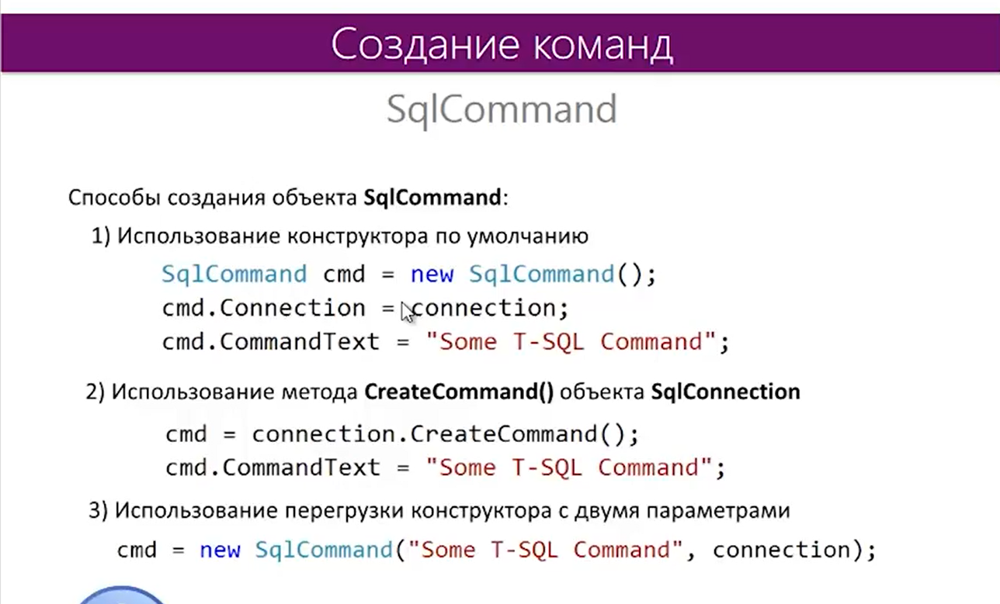 Создание команд
SqlCommand
Способы создания объекта SqlCommand:
1) Использование конструктора по умолчанию
SqlCommand cmd = new SqlCommand();
cmd.Connection = connection;
cmd.CommandText = "Some T-SQL Command";
2) Использование метода CreateCommand() объекта SqlConnection
cmd = connection.CreateCommand();
cmd.CommandText = "Some T-SQL Command";
3) Использование перегрузки конструктора с двумя параметрами
cmd = new SqlCommand("Some T-SQL Command", connection);